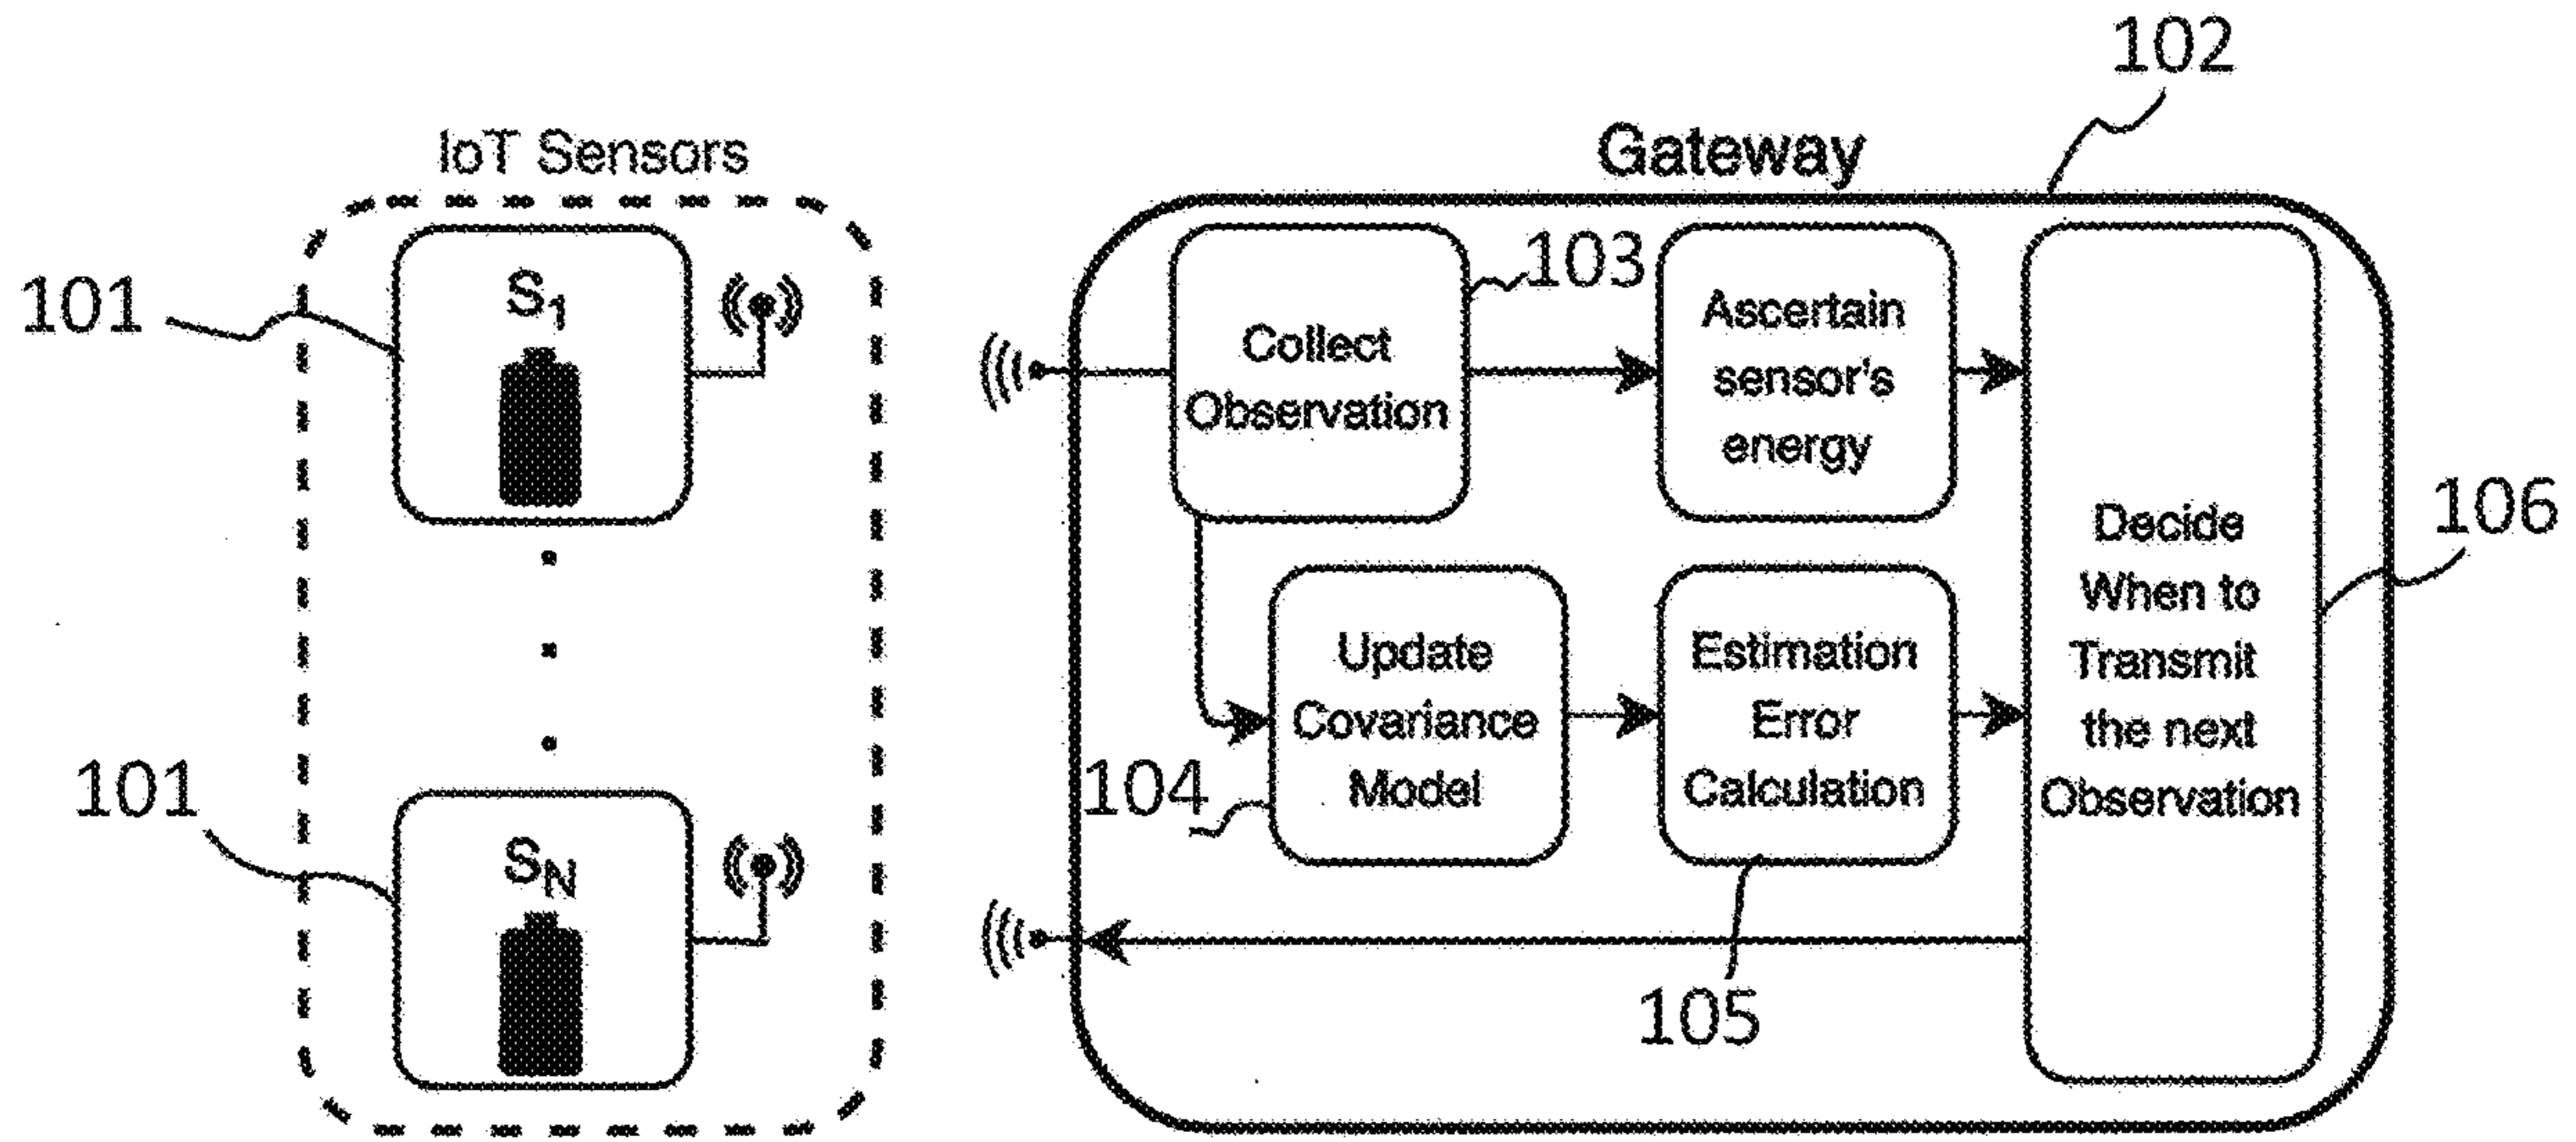 102
IoT Sensors
Gateway
101
S1
103
Collect
Observation
Ascertain
sensor's
energy
106
Decide
When to
Transmit
the next
Observation
Update
Covariance
Model
104
Estimation
Error
Calculation
101
SN
105